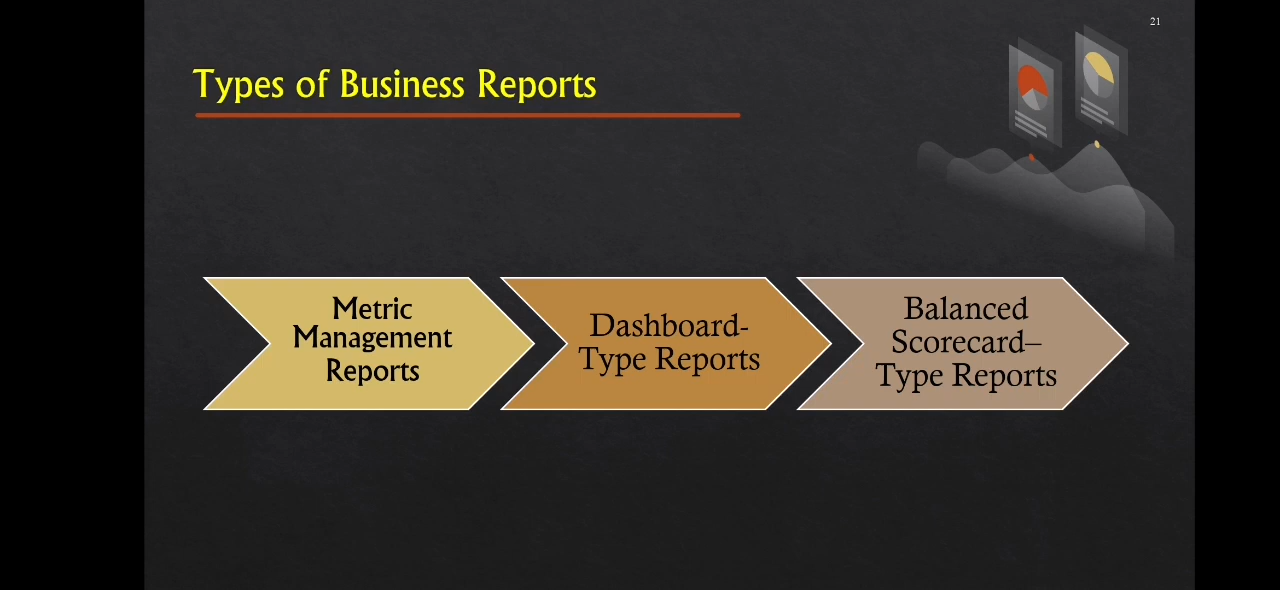 21
Types of Business Reports
Metric
Management
Reports
Dashboard-
Type Reports
Balanced
Scorecard–
Type Reports